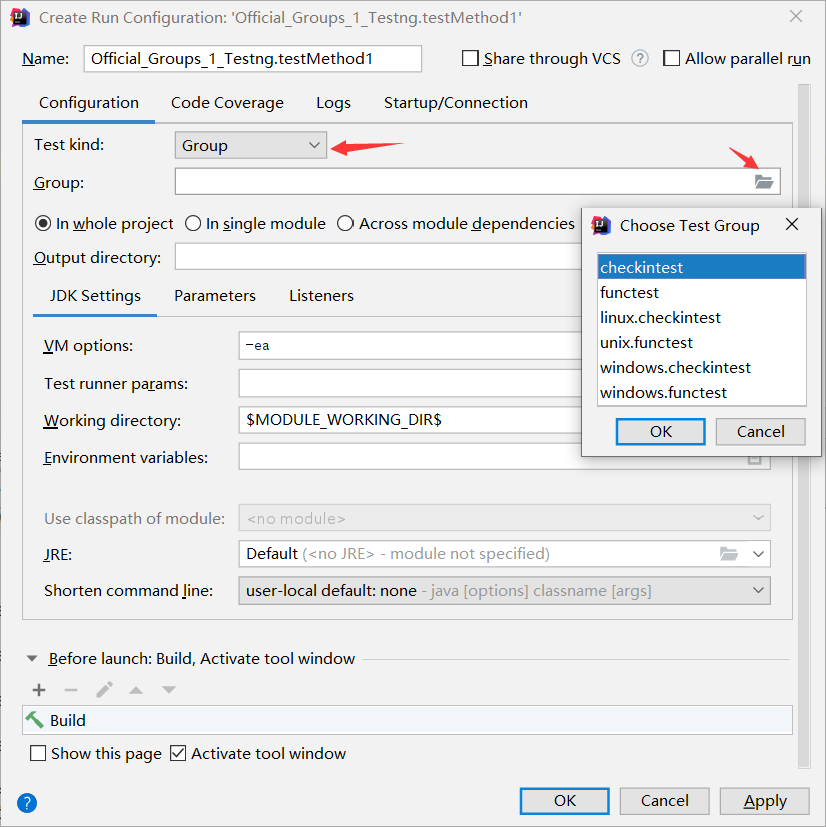 Create Run Configuration: 'Official_Groups_1_Testng.testMethod1'
Name: Official_Groups_1_Testng.testMethod1 Share through VCS ? Allow parallel run
Configuration Code Coverage Logs Startup/Connection
Test kind: Group
Group:
In whole project In single module Across module dependencies
Output directory:
JDK Settings Parameters Listeners
VM options: -ea
Test runner params:
Working directory: $MODULE_WORKING_DIR$
Environment variables:
Use classpath of module: <no module>
JRE: Default (<no JRE> - module not specified)
Shorten command line: user-local default: none - java [options] classname [args]
Before launch: Build, Activate tool window
Build
Show this page Activate tool window
? OK Cancel Apply
Choose Test Group
checkintest
functest
linux.checkintest
unix.functest
windows.checkintest
windows.functest
OK Cancel